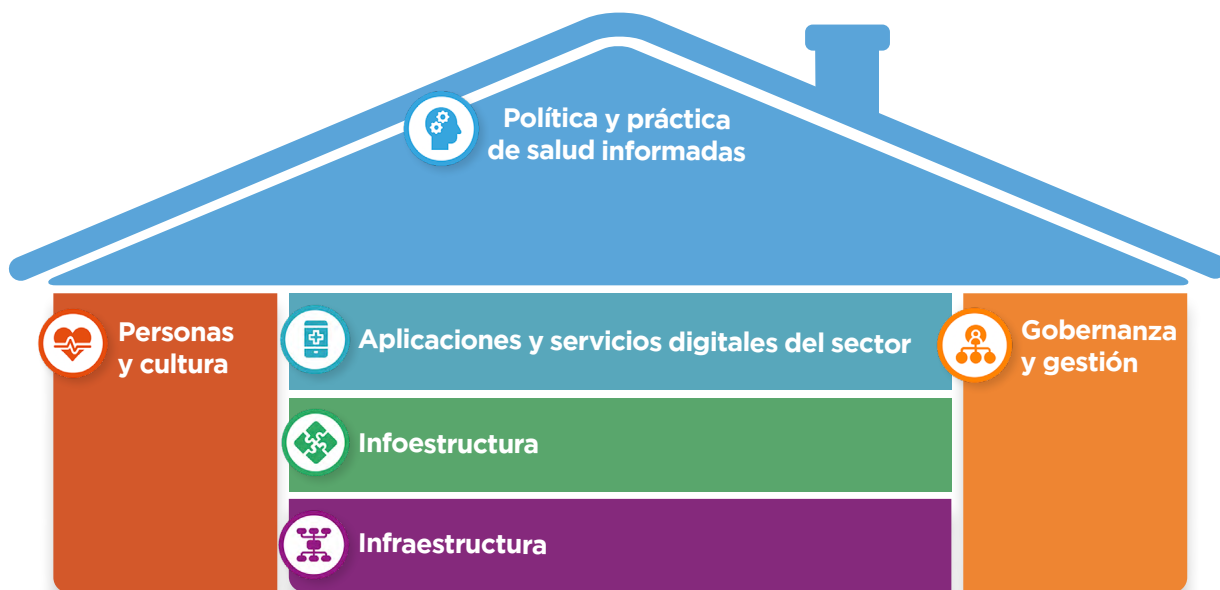 Política y práctica
de salud informadas
Personas
y cultura
Aplicaciones y servicios digitales del sector
Gobernanza
y gestión
Infoestructura
Infraestructura